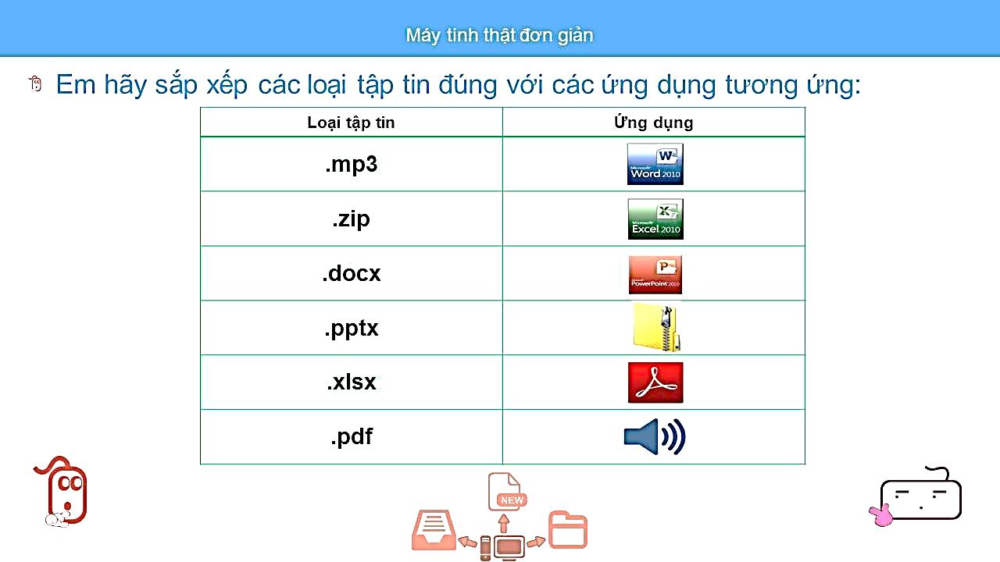 Máy tính thật đơn giản
Em hãy sắp xếp các loại tập tin đúng với các ứng dụng tương ứng:
Loại tập tin Ứng dụng
.mp3 W Microsoft Word 2010
.zip X Microsoft Excel 2010
.docx P Microsoft PowerPoint 2010
.pptx
.xlsx
.pdf
NEW